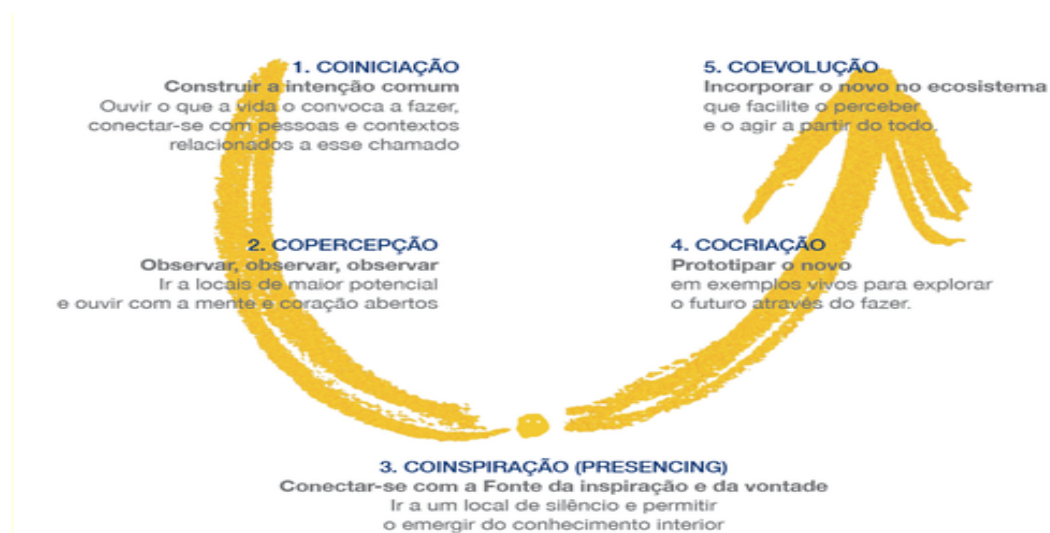 1. COINICIAÇÃO
Construir a intenção comum
Ouvir o que a vida o convoca a fazer,
conectar-se com pessoas e contextos
relacionados a esse chamado
2. COPERCEPÇÃO
Observar, observar, observar
Ir a locais de maior potencial
e ouvir com a mente e coração abertos
3. COINSPIRAÇÃO (PRESENCING)
Conectar-se com a Fonte da inspiração e da vontade
Ir a um local de silêncio e permitir
o emergir do conhecimento interior
4. COCRIAÇÃO
Prototipar o novo
em exemplos vivos para explorar
o futuro através do fazer.
5. COEVOLUÇÃO
Incorporar o novo no ecosistema
que facilite o perceber
e o agir a partir do todo.